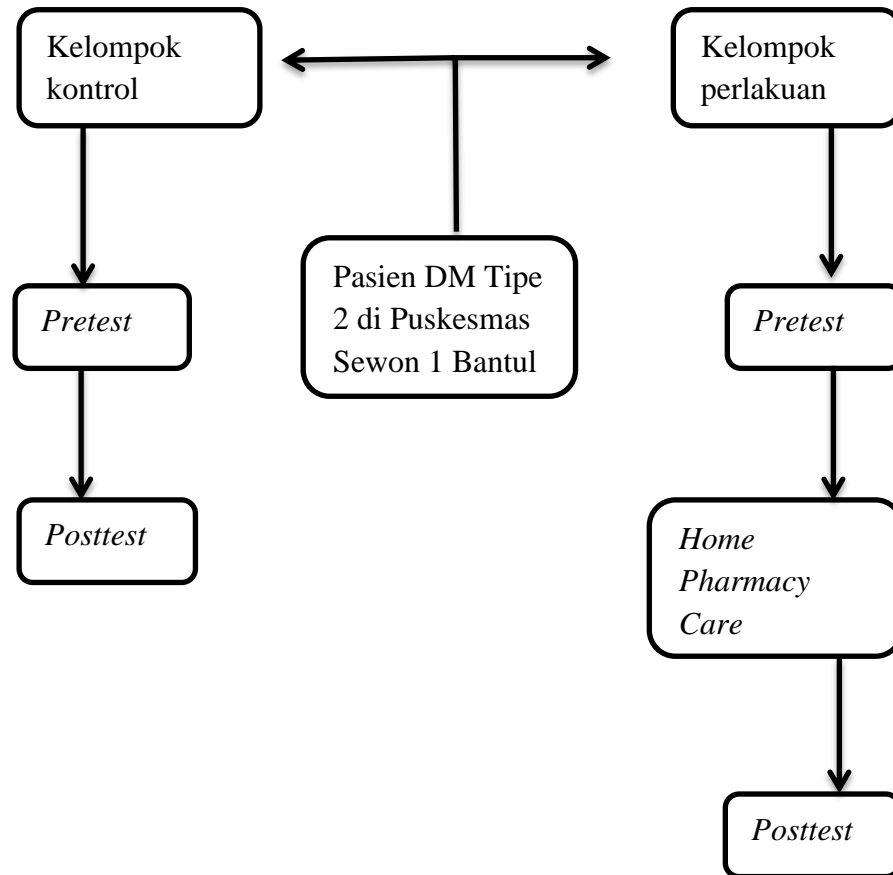 Kelompok
kontrol
Kelompok
perlakuan
Pasien DM Tipe
2 di Puskesmas
Sewon 1 Bantul
Pretest
Pretest
Posttest
Home
Pharmacy
Care
Posttest